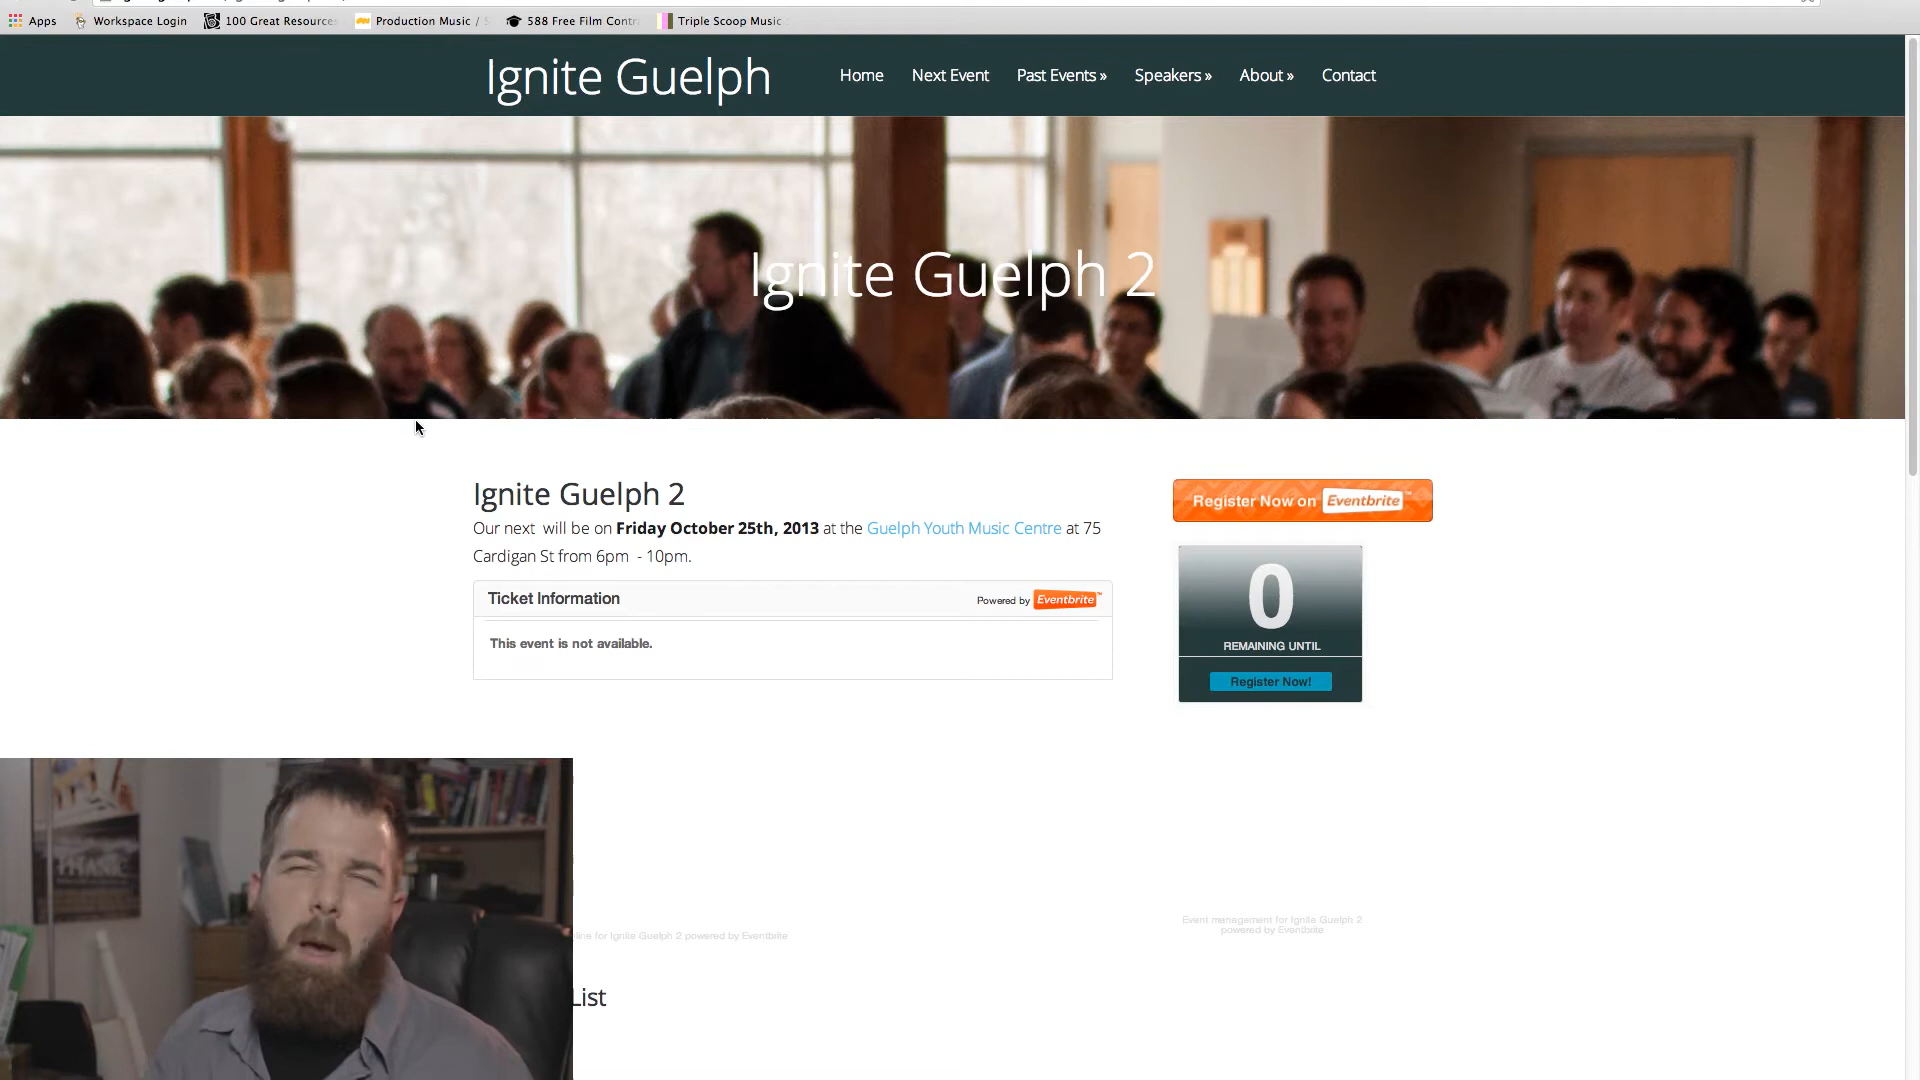 Apps Workspace Login 100 Great Resources Production Music / S 588 Free Film Contr Triple Scoop Music
Ignite Guelph
Home Next Event Past Events » Speakers » About » Contact
Ignite Guelph 2
Ignite Guelph 2
Our next will be on Friday October 25th, 2013 at the Guelph Youth Music Centre at 75
Cardigan St from 6pm - 10pm.
Register Now on Eventbrite™
Ticket Information Powered by Eventbrite™
This event is not available.
0
REMAINING UNTIL
Register Now!
TITANIC
Event management for Ignite Guelph 2
powered by Eventbrite
for Ignite Guelph 2 powered by Eventbrite
List